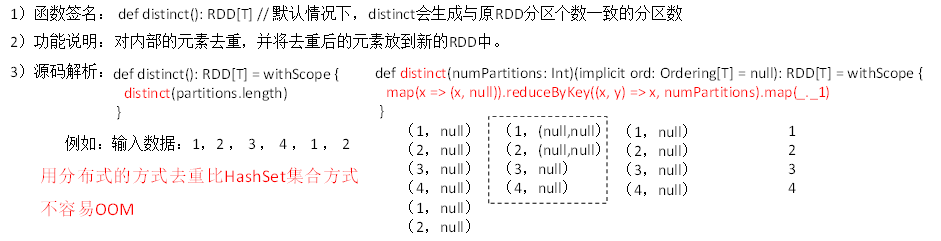 1）函数签名： def distinct(): RDD[T] // 默认情况下，distinct会生成与原RDD分区个数一致的分区数
2）功能说明：对内部的元素去重，并将去重后的元素放到新的RDD中。
3）源码解析：
def distinct(): RDD[T] = withScope {
distinct(partitions.length)
}
def distinct(numPartitions: Int)(implicit ord: Ordering[T] = null): RDD[T] = withScope {
map(x => (x, null)).reduceByKey((x, y) => x, numPartitions).map(_._1)
}
例如：输入数据：1，2，3，4，1，2
用分布式的方式去重比HashSet集合方式
不容易OOM
（1，null） （1，(null,null) （1，null） 1
（2，null） （2，(null,null) （2，null） 2
（3，null） （3，null） （3，null） 3
（4，null） （4，null） （4，null） 4
（1，null）
（2，null）